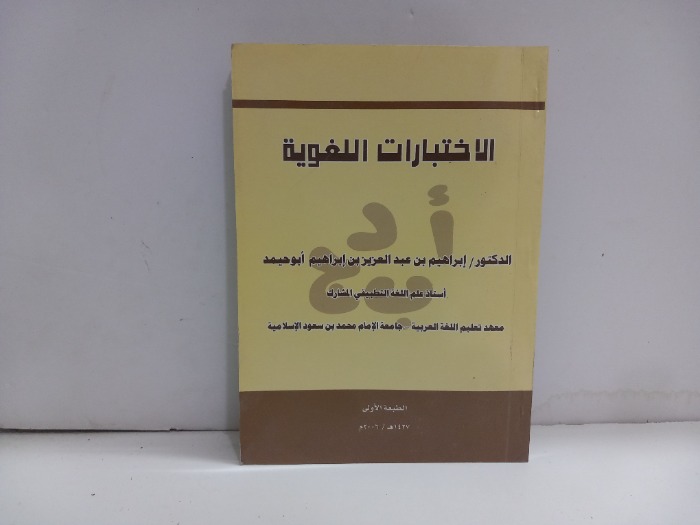 الاختبارات اللغوية
أ ب د ع
الدكتور/ إبراهيم بن عبد العزيز بن إبراهيم أبوحيمد
أستاذ علم اللغة التطبيقي المشارك
معهد تعليم اللغة العربية - جامعة الإمام محمد بن سعود الإسلامية
الطبعة الأولى
١٤٢٧هـ / ٢٠٠٦م